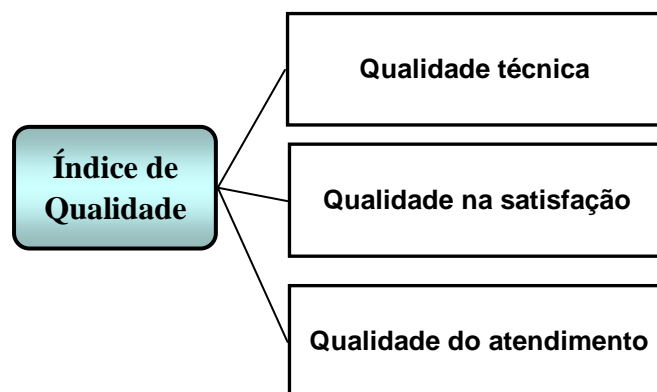 Índice de
Qualidade
Qualidade técnica
Qualidade na satisfação
Qualidade do atendimento